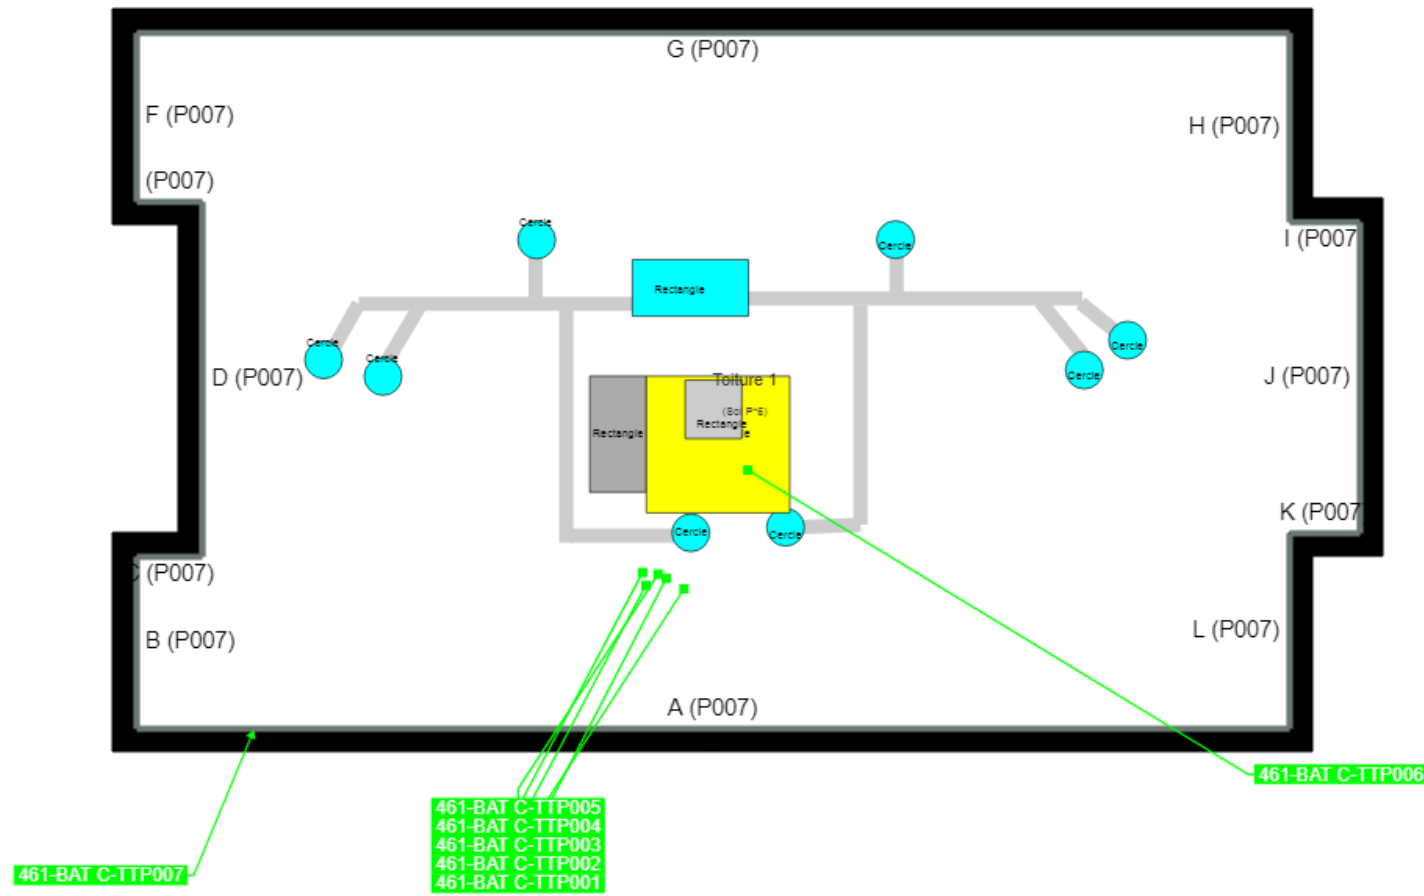 G (P007)
F (P007)
H (P007)
(P007)
Cercle
Cercle
I (P007
Rectangle
Cercle
Cercle
Cercle
Cercle
D (P007)
Toiture 1
J (P007)
Rectangle
Rectangle
K (P007
Cercle
Cercle
C (P007)
B (P007)
L (P007)
A (P007)
461-BAT C-TTP006
461-BAT C-TTP005
461-BAT C-TTP004
461-BAT C-TTP003
461-BAT C-TTP002
461-BAT C-TTP001
461-BAT C-TTP007